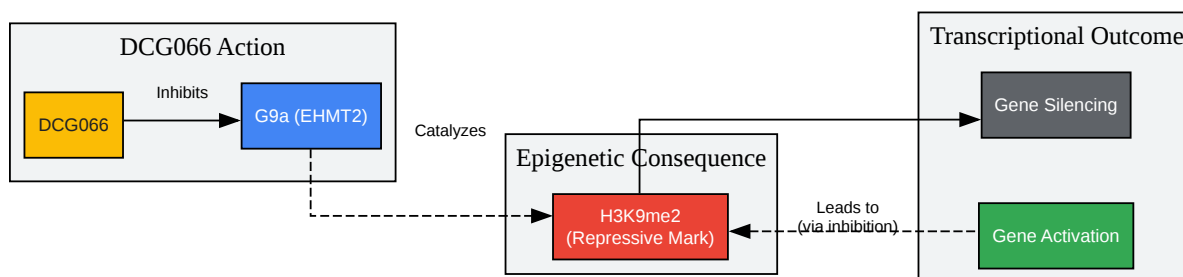 DCG066 Action
DCG066
Inhibits
G9a (EHMT2)
Catalyzes
Epigenetic Consequence
H3K9me2
(Repressive Mark)
Transcriptional Outcome
Gene Silencing
Leads to
(via inhibition)
Gene Activation